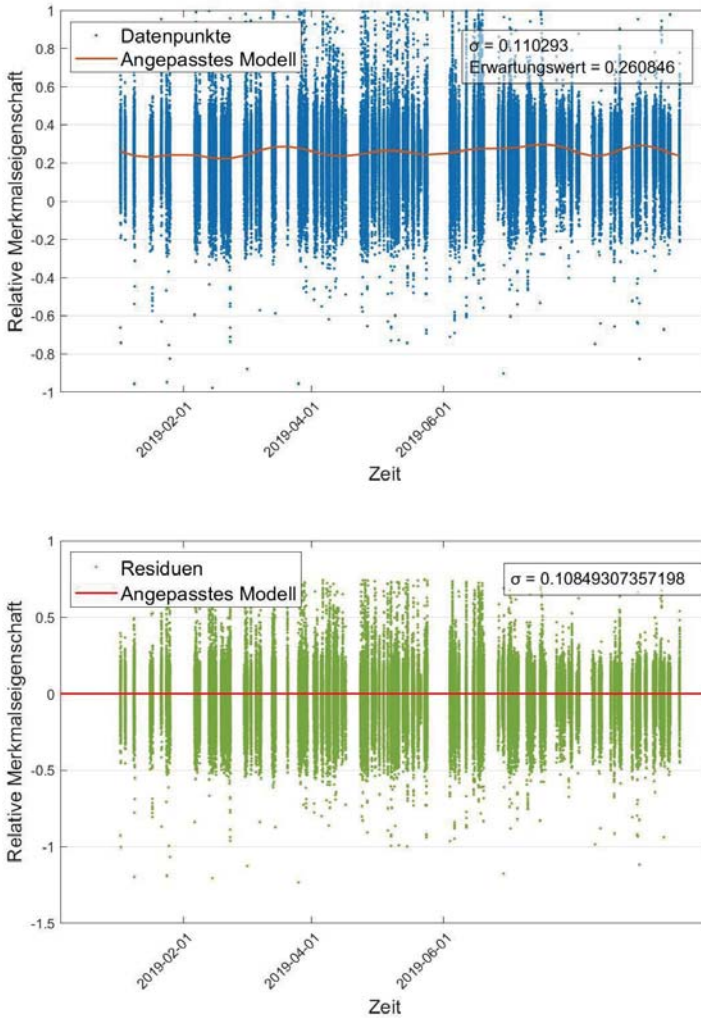 Relative Merkmalseigenschaft
1
0.8
0.6
0.4
0.2
0
-0.2
-0.4
-0.6
-0.8
-1
Datenpunkte
Angepasstes Modell
σ = 0.110293
Erwartungswert = 0.260846
2019-02-01
2019-04-01
2019-06-01
Zeit
Relative Merkmalseigenschaft
1
0.5
0
-0.5
-1
-1.5
Residuen
Angepasstes Modell
σ = 0.10849307357198
2019-02-01
2019-04-01
2019-06-01
Zeit